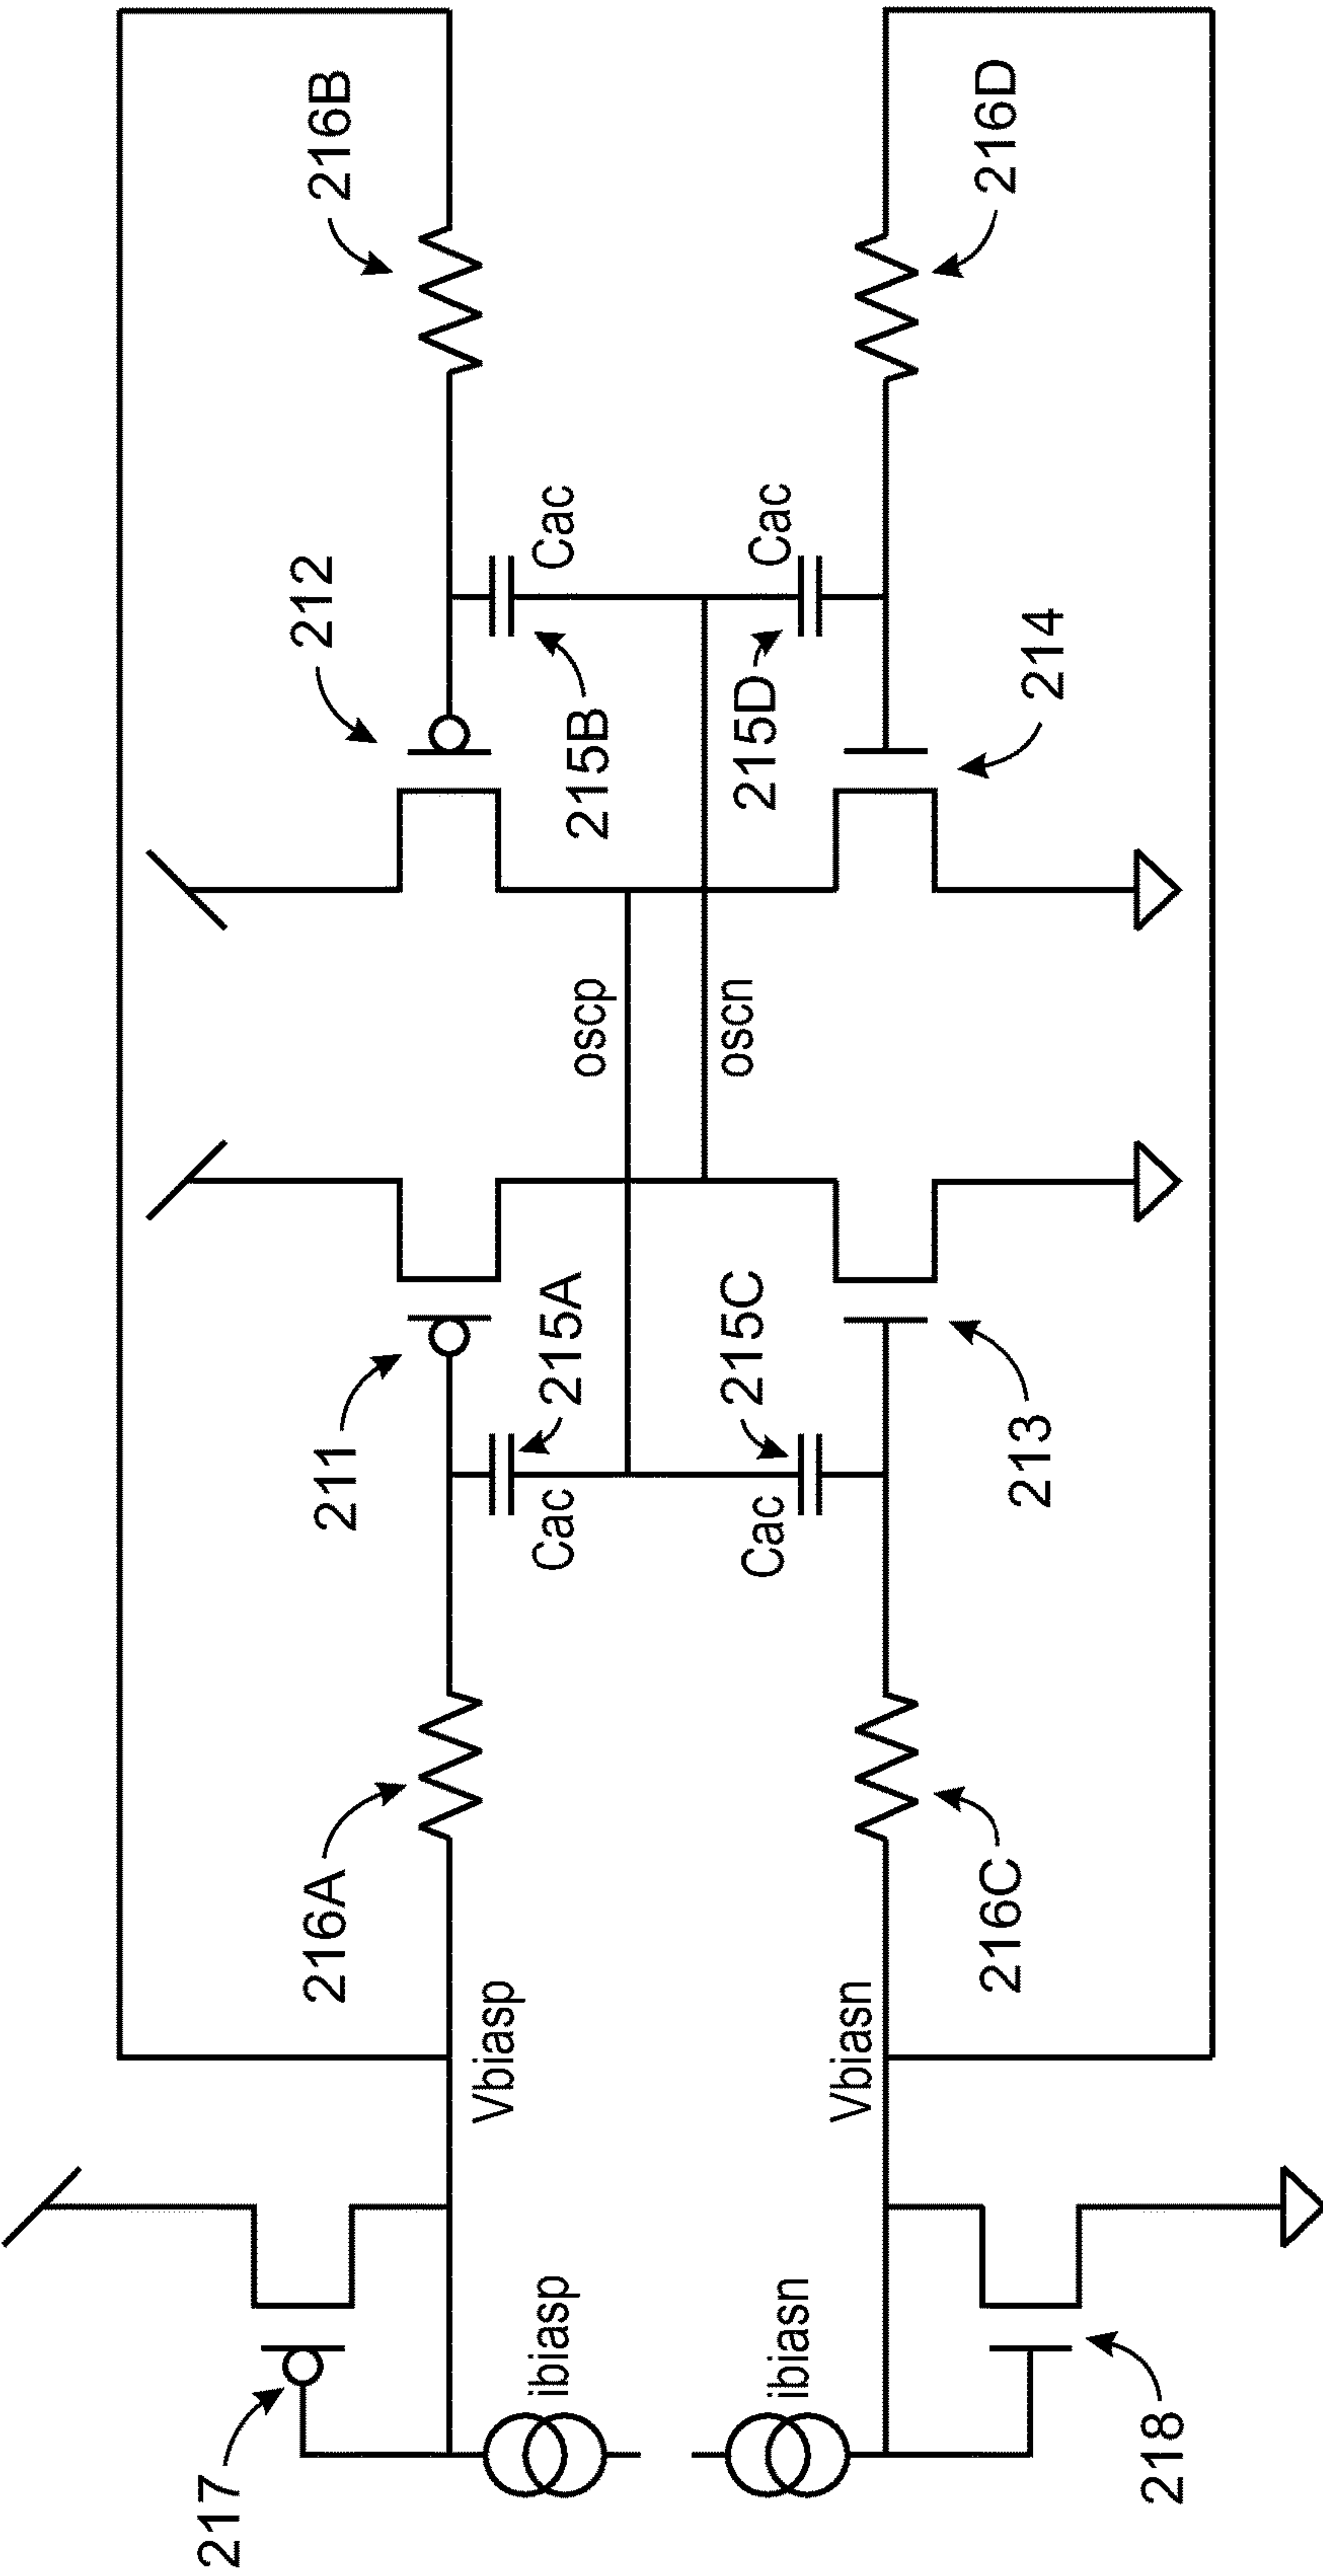 217
216A
211
212
216B
Vbiasp
ibiasp
Cac
215A
oscp
215B
Cac
ibiasn
Cac
215C
oscn
215D
Cac
Vbiasn
216C
213
214
216D
218